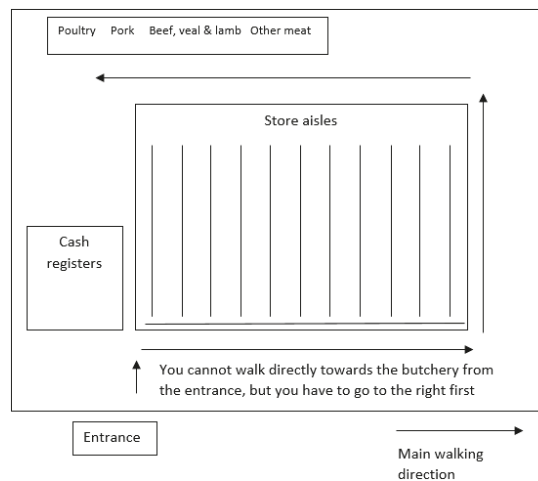 Poultry Pork Beef, veal & lamb Other meat
Store aisles
Cash
registers
You cannot walk directly towards the butchery from
the entrance, but you have to go to the right first
Entrance
Main walking
direction